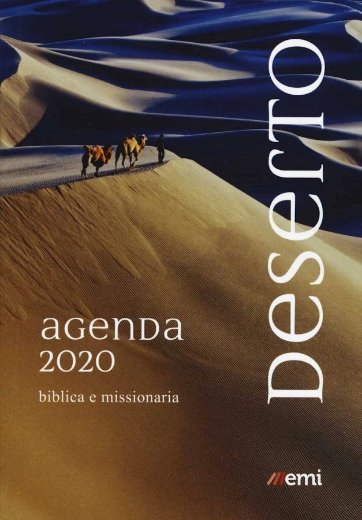 Deserto
agenda
2020
biblica e missionaria
emi